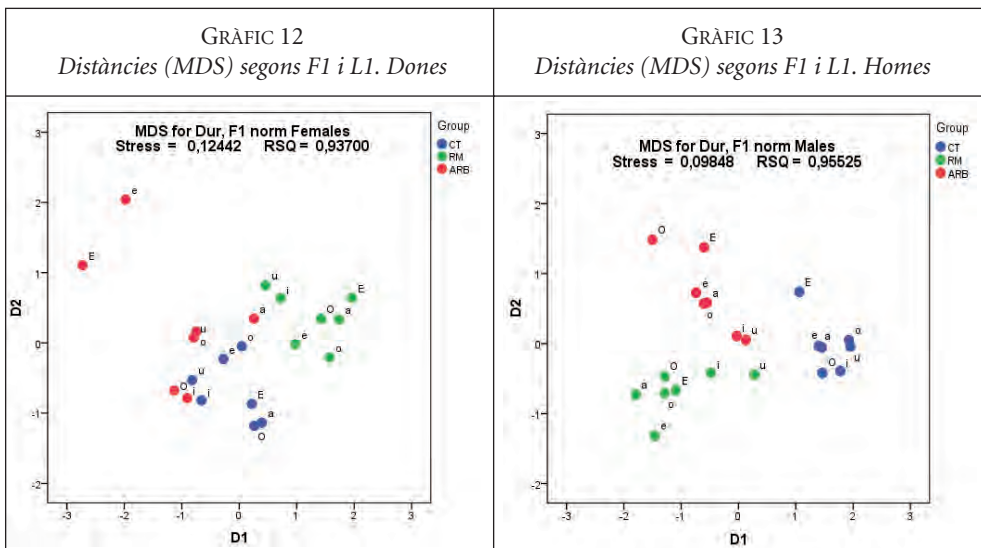 GRÀFIC 12
Distàncies (MDS) segons F1 i L1. Dones
MDS for Dur, F1 norm Females
Stress = 0,12442 RSQ = 0,93700
Group
CT
RM
ARB
D2
3
2
1
0
-1
-2
e
E
u
i
E
a
O
a
u
o
o
e
e
o
u
O
i
i
E
a
O
-3 -2 -1 0 1 2 3
D1
GRÀFIC 13
Distàncies (MDS) segons F1 i L1. Homes
MDS for Dur, F1 norm Males
Stress = 0,09848 RSQ = 0,95525
Group
CT
RM
ARB
D2
3
2
1
0
-1
-2
O
E
e
a
o
E
i
u
e
a
o
O
i
u
O
i
u
a
E
o
e
-3 -2 -1 0 1 2 3
D1